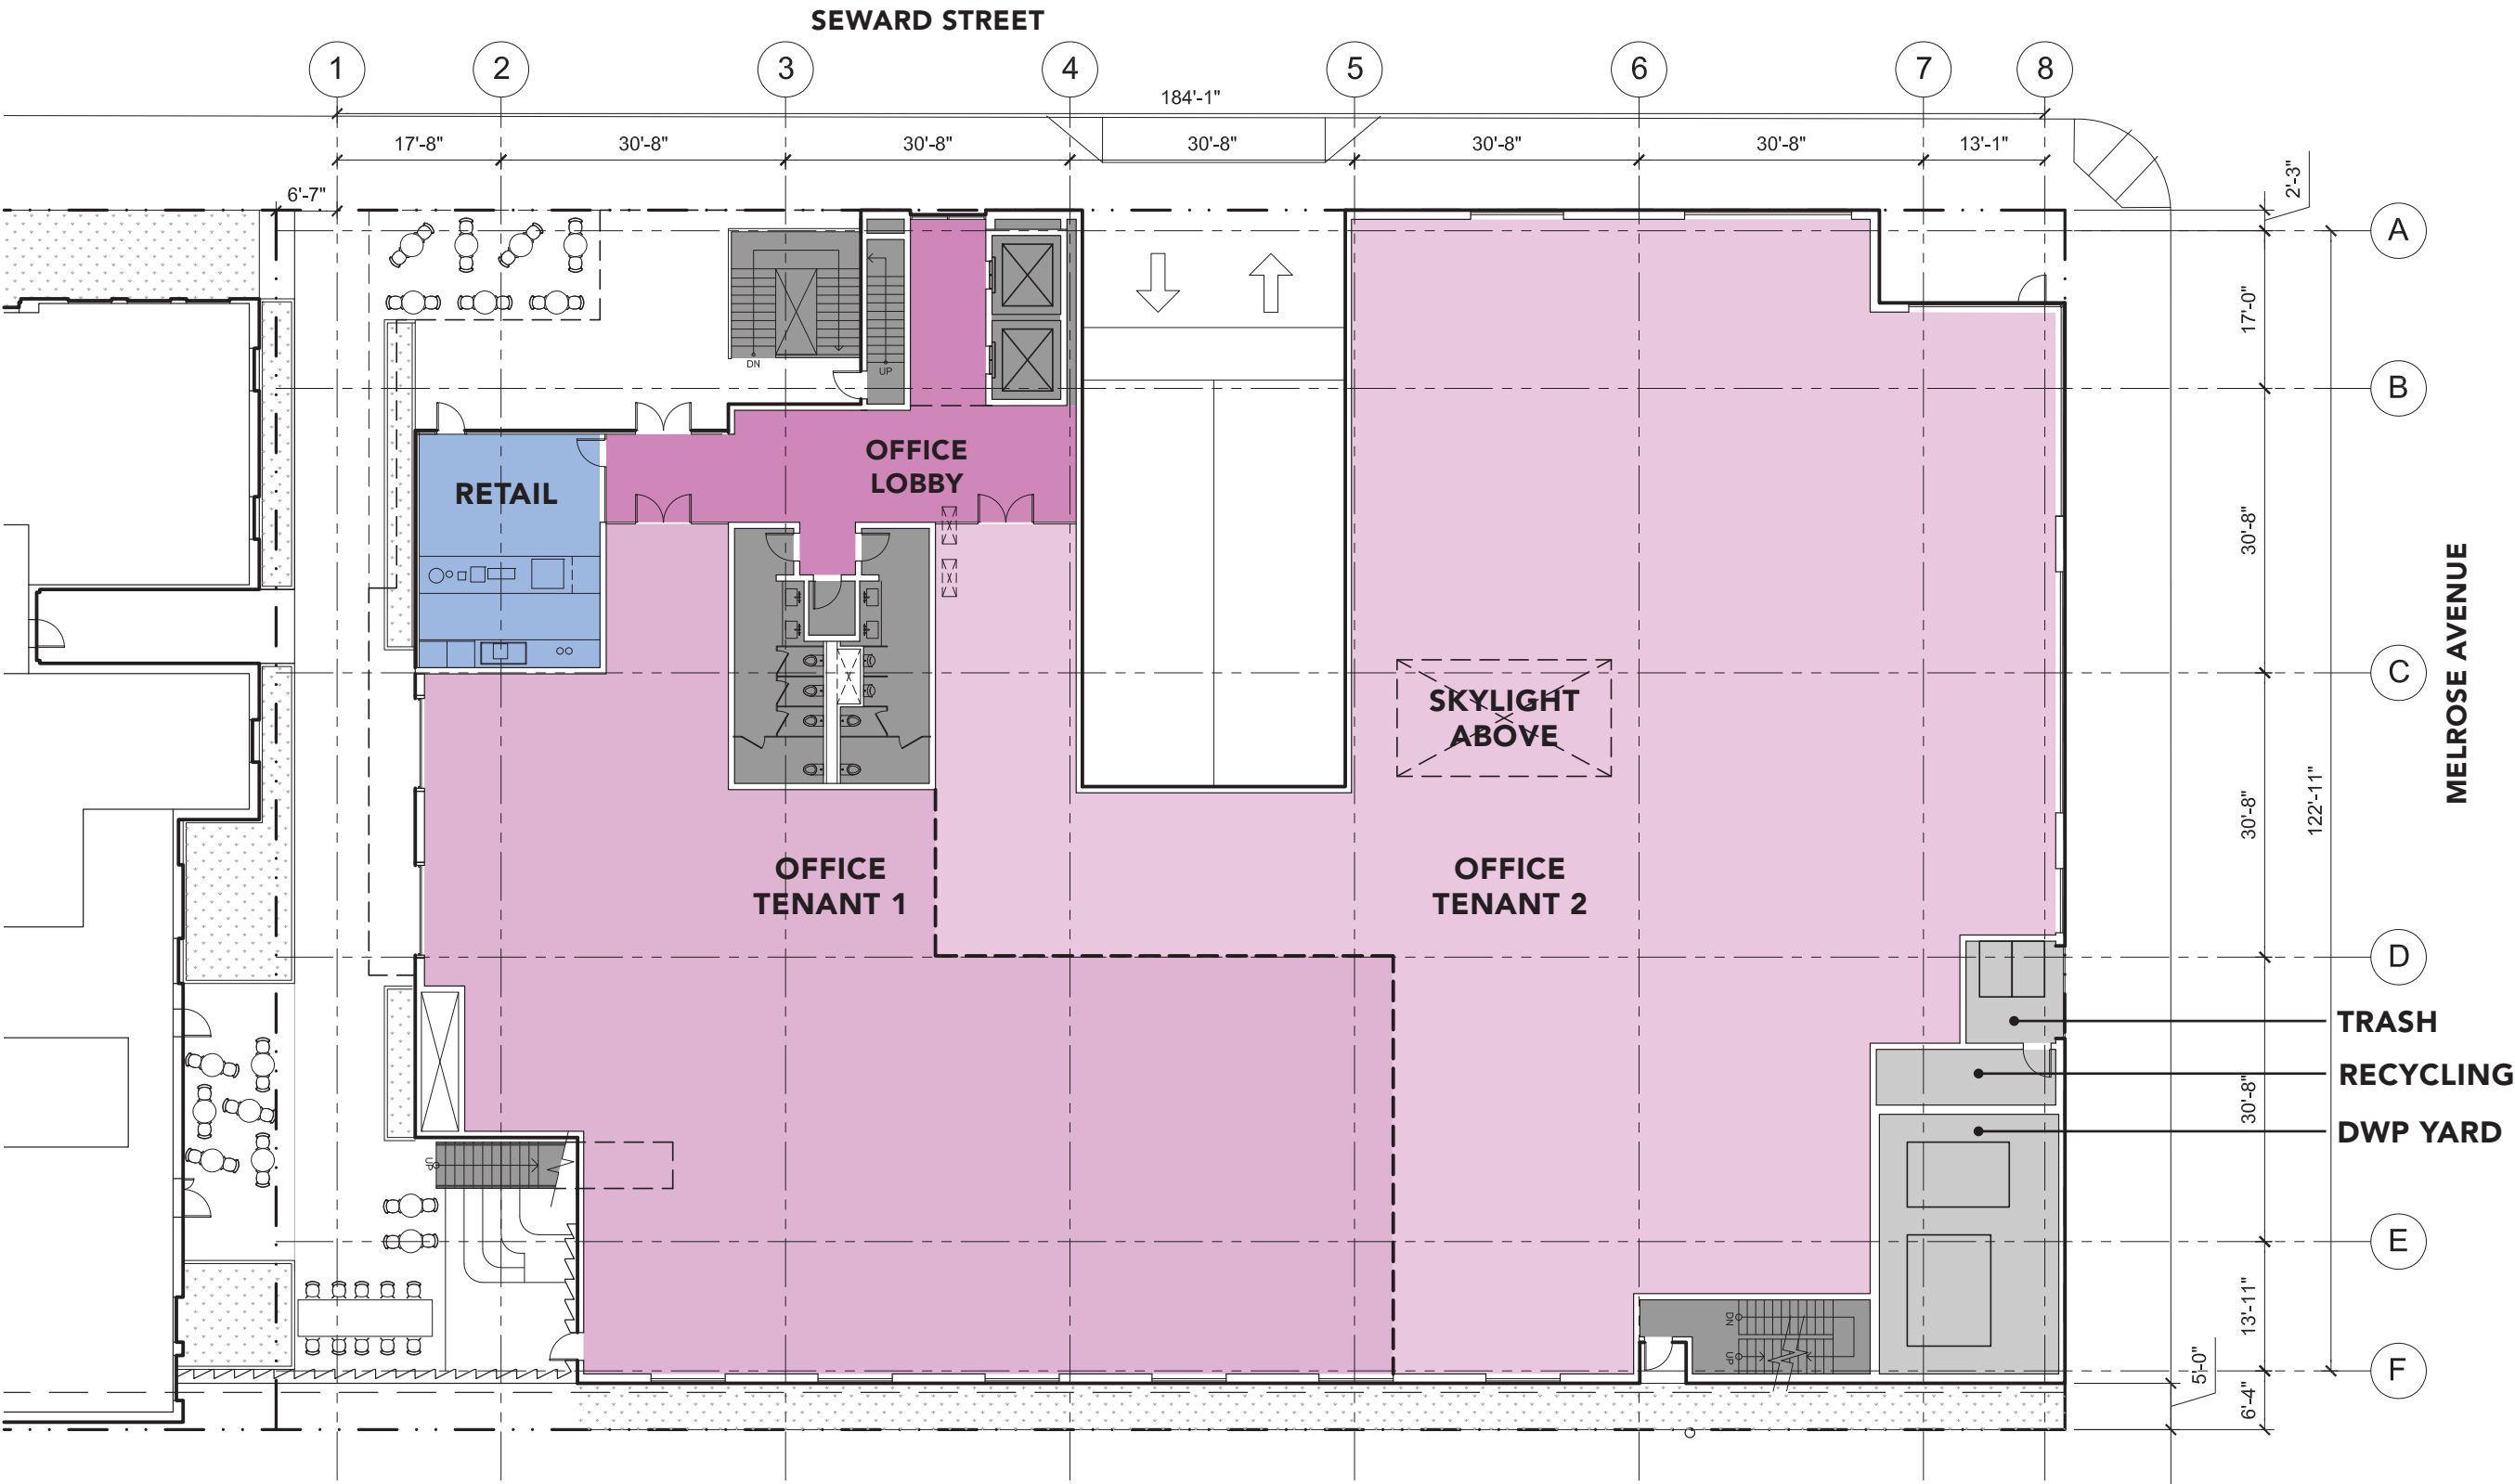 SEWARD STREET
1 2 3 4 5 6 7 8
184'-1"
17'-8" 30'-8" 30'-8" 30'-8" 30'-8" 30'-8" 13'-1"
6'-7"
2'-3"
A
17'-0"
DN
UP
B
OFFICE
LOBBY
RETAIL
30'-8"
MELROSE AVENUE
C
SKYLIGHT
ABOVE
30'-8"
122'-11"
OFFICE
TENANT 1
OFFICE
TENANT 2
D
TRASH
RECYCLING
30'-8"
DWP YARD
UP
E
DN
UP
13'-11"
5'-0"
F
6'-4"